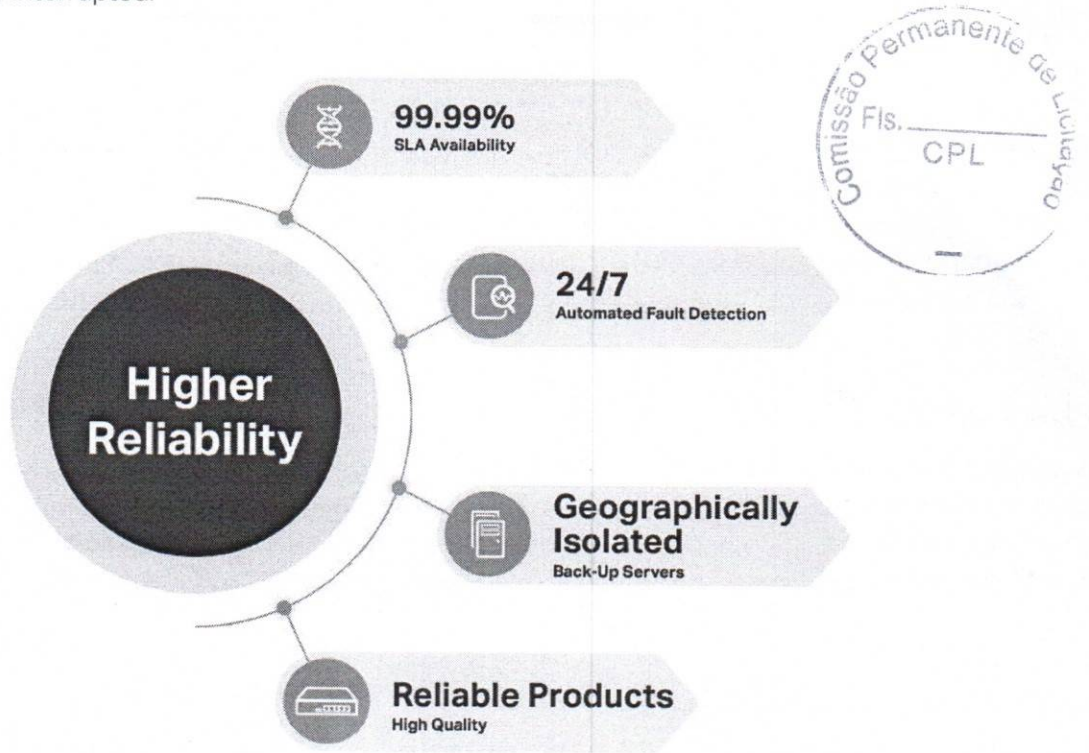 99.99%
SLA Availability
24/7
Automated Fault Detection
Higher
Reliability
Geographically
Isolated
Back-Up Servers
Reliable Products
High Quality
Comissão Permanente de Licitação
Fls.
CPL